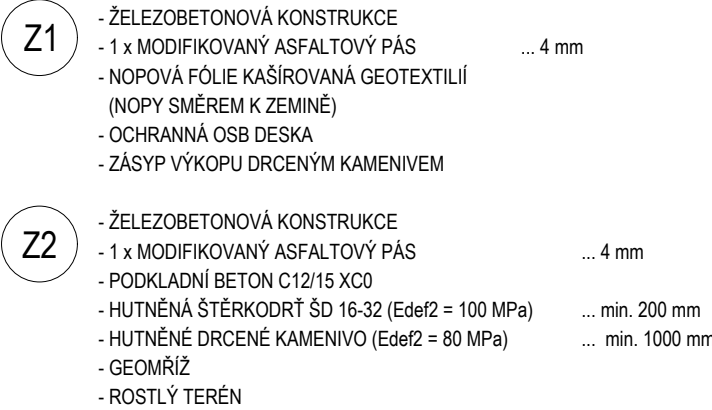 Z1
- ŽELEZOBETONOVÁ KONSTRUKCE
- 1 x MODIFIKOVANÝ ASFALTOVÝ PÁS ... 4 mm
- NOPOVÁ FÓLIE KAŠÍROVANÁ GEOTEXTILIÍ
(NOPY SMĚREM K ZEMINĚ)
- OCHRANNÁ OSB DESKA
- ZÁSYP VÝKOPU DRCENÝM KAMENIVEM
Z2
- ŽELEZOBETONOVÁ KONSTRUKCE
- 1 x MODIFIKOVANÝ ASFALTOVÝ PÁS ... 4 mm
- PODKLADNÍ BETON C12/15 XC0
- HUTNĚNÁ ŠTĚRKODRŤ ŠD 16-32 (Edef2 = 100 MPa) ... min. 200 mm
- HUTNĚNÉ DRCENÉ KAMENIVO (Edef2 = 80 MPa) ... min. 1000 mm
- GEOMŘÍŽ
- ROSTLÝ TERÉN